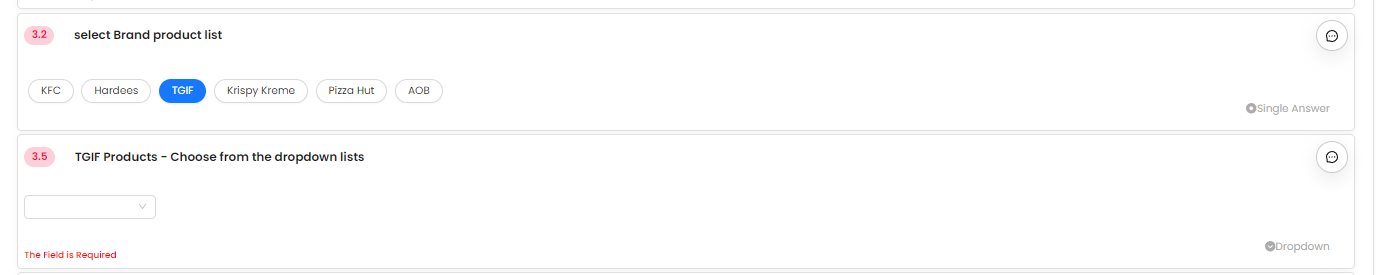 3.2 select Brand product list
KFC Hardees TGIF Krispy Kreme Pizza Hut AOB
Single Answer
3.5 TGIF Products - Choose from the dropdown lists
Dropdown
The Field is Required